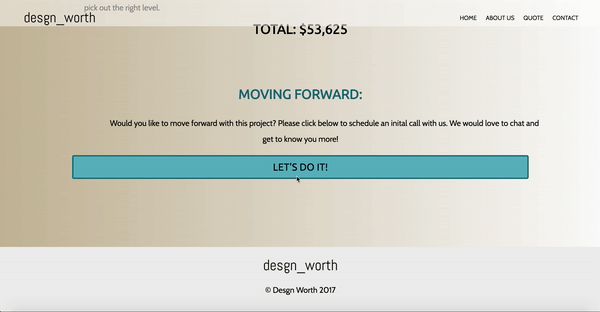 pick out the right level.
desgn_worth
HOME ABOUT US QUOTE CONTACT
TOTAL: $53,625
MOVING FORWARD:
Would you like to move forward with this project? Please click below to schedule an inital call with us. We would love to chat and
get to know you more!
LET'S DO IT!
desgn_worth
© Desgn Worth 2017